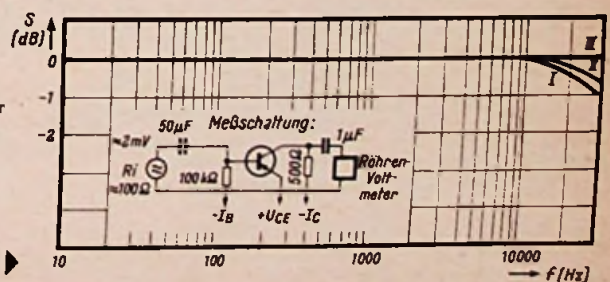 S
[dB]
0
-1
-2
I
II
III
Meßschaltung:
50µF
1µF
≈2mV
Ri
≈100Ω
100kΩ
500Ω
Röhren-
Volt-
meter
-IB
+UCE
-IC
10
100
1000
10000
f[Hz]